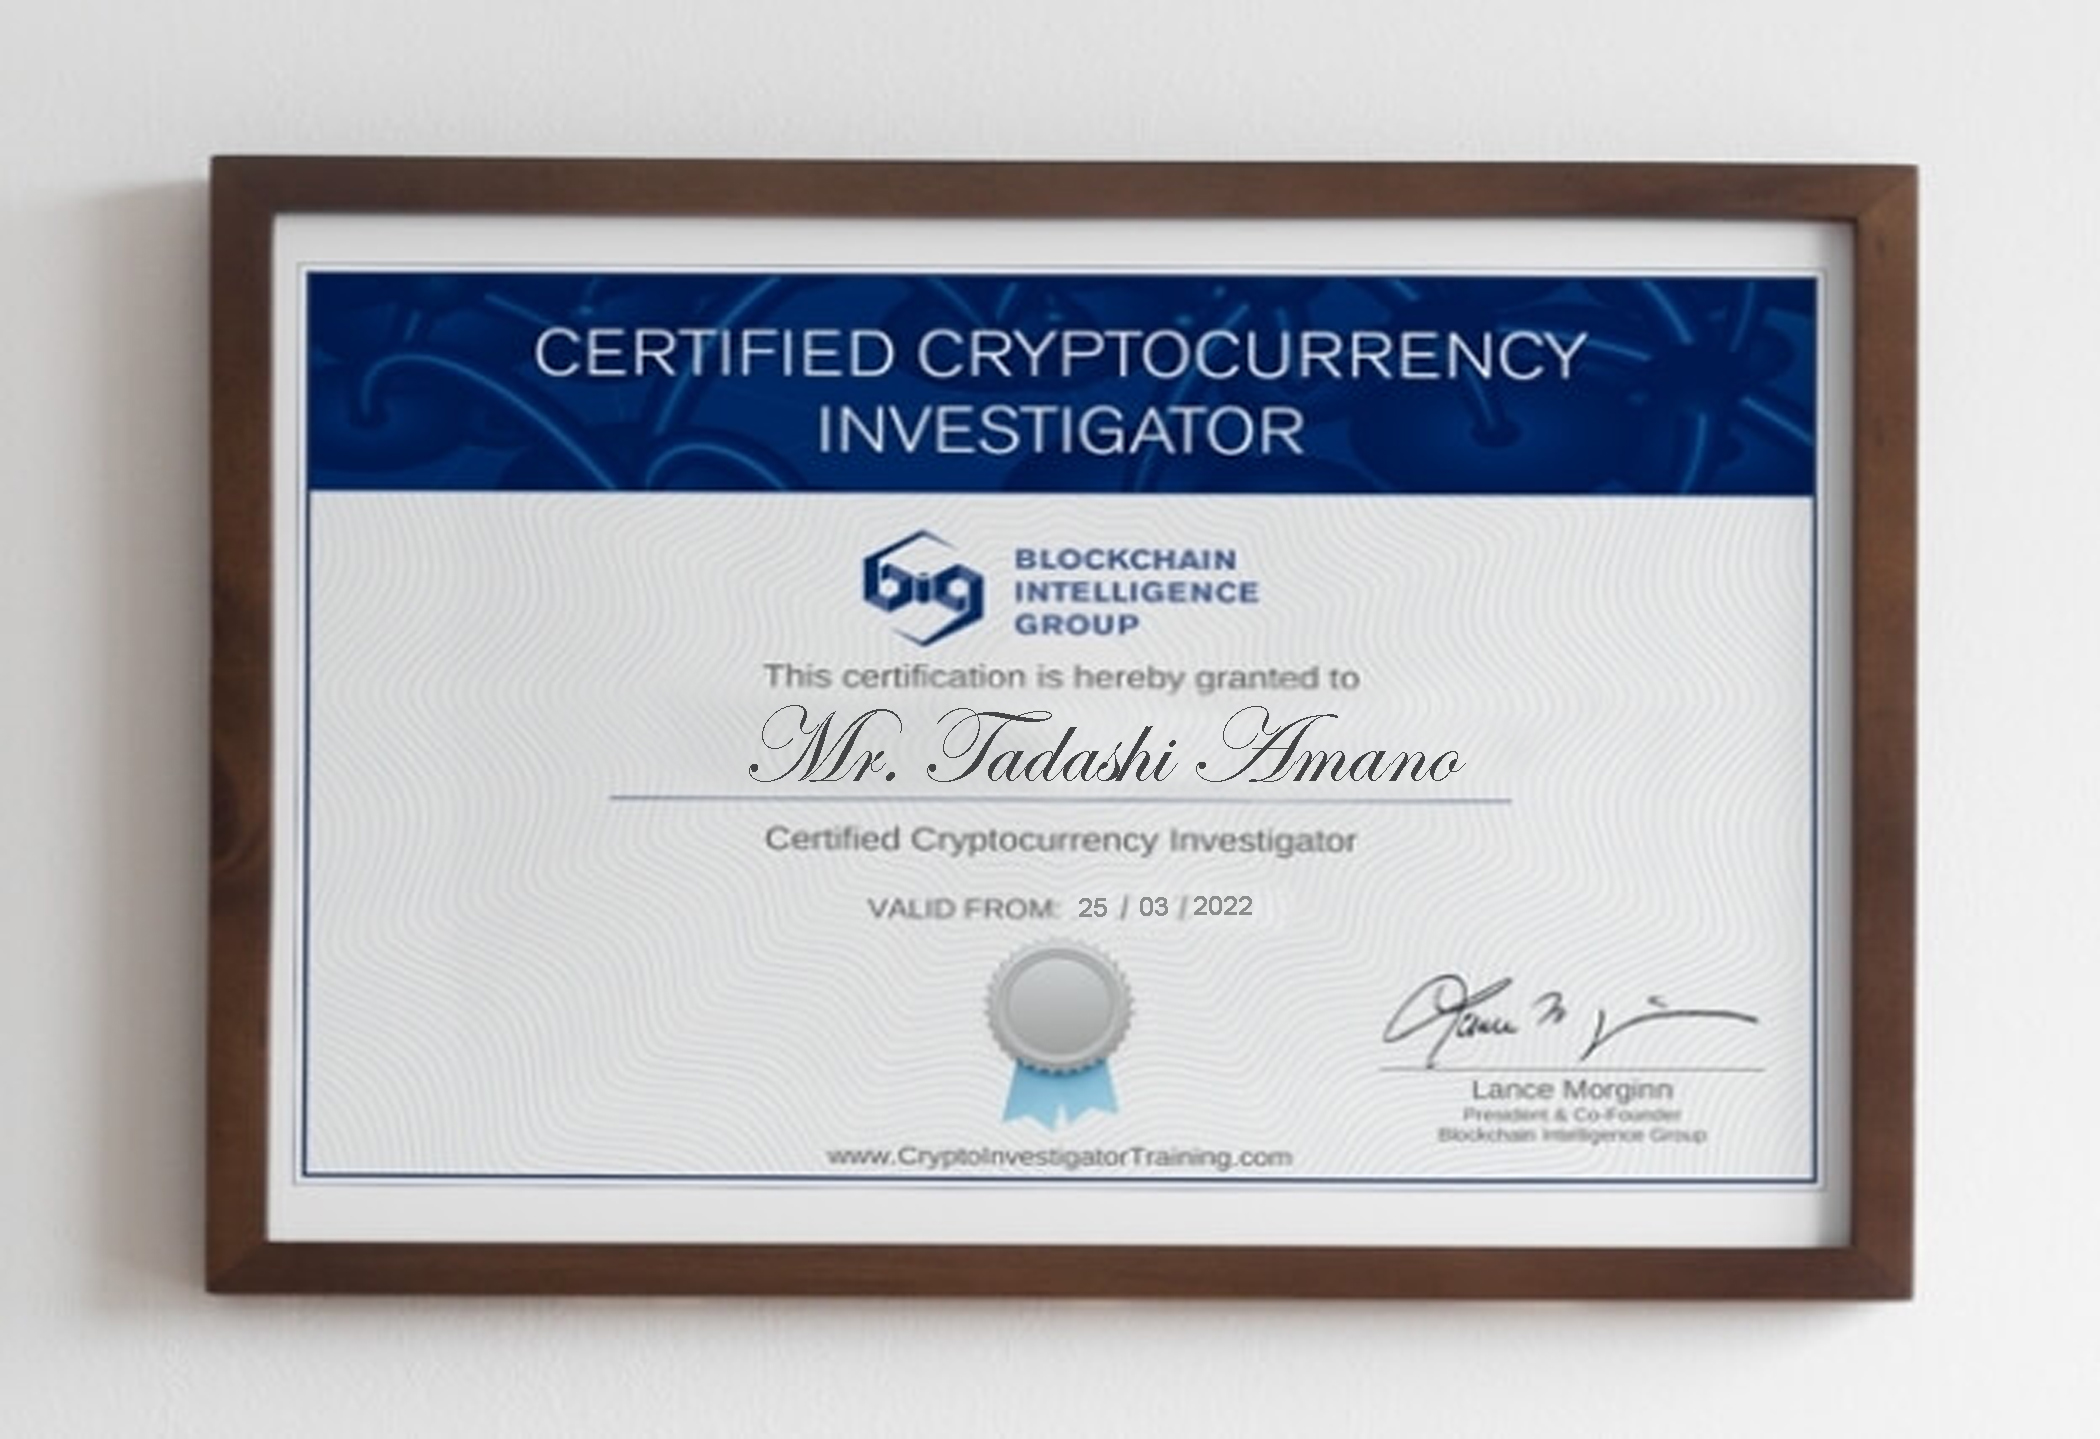 CERTIFIED CRYPTOCURRENCY
INVESTIGATOR
big
BLOCKCHAIN
INTELLIGENCE
GROUP
This certification is hereby granted to
Mr. Tadashi Amano
Certified Cryptocurrency Investigator
VALID FROM: 25 / 03 / 2022
Lance Morginn
President & Co-Founder
Blockchain Intelligence Group
www.CryptoInvestigatorTraining.com